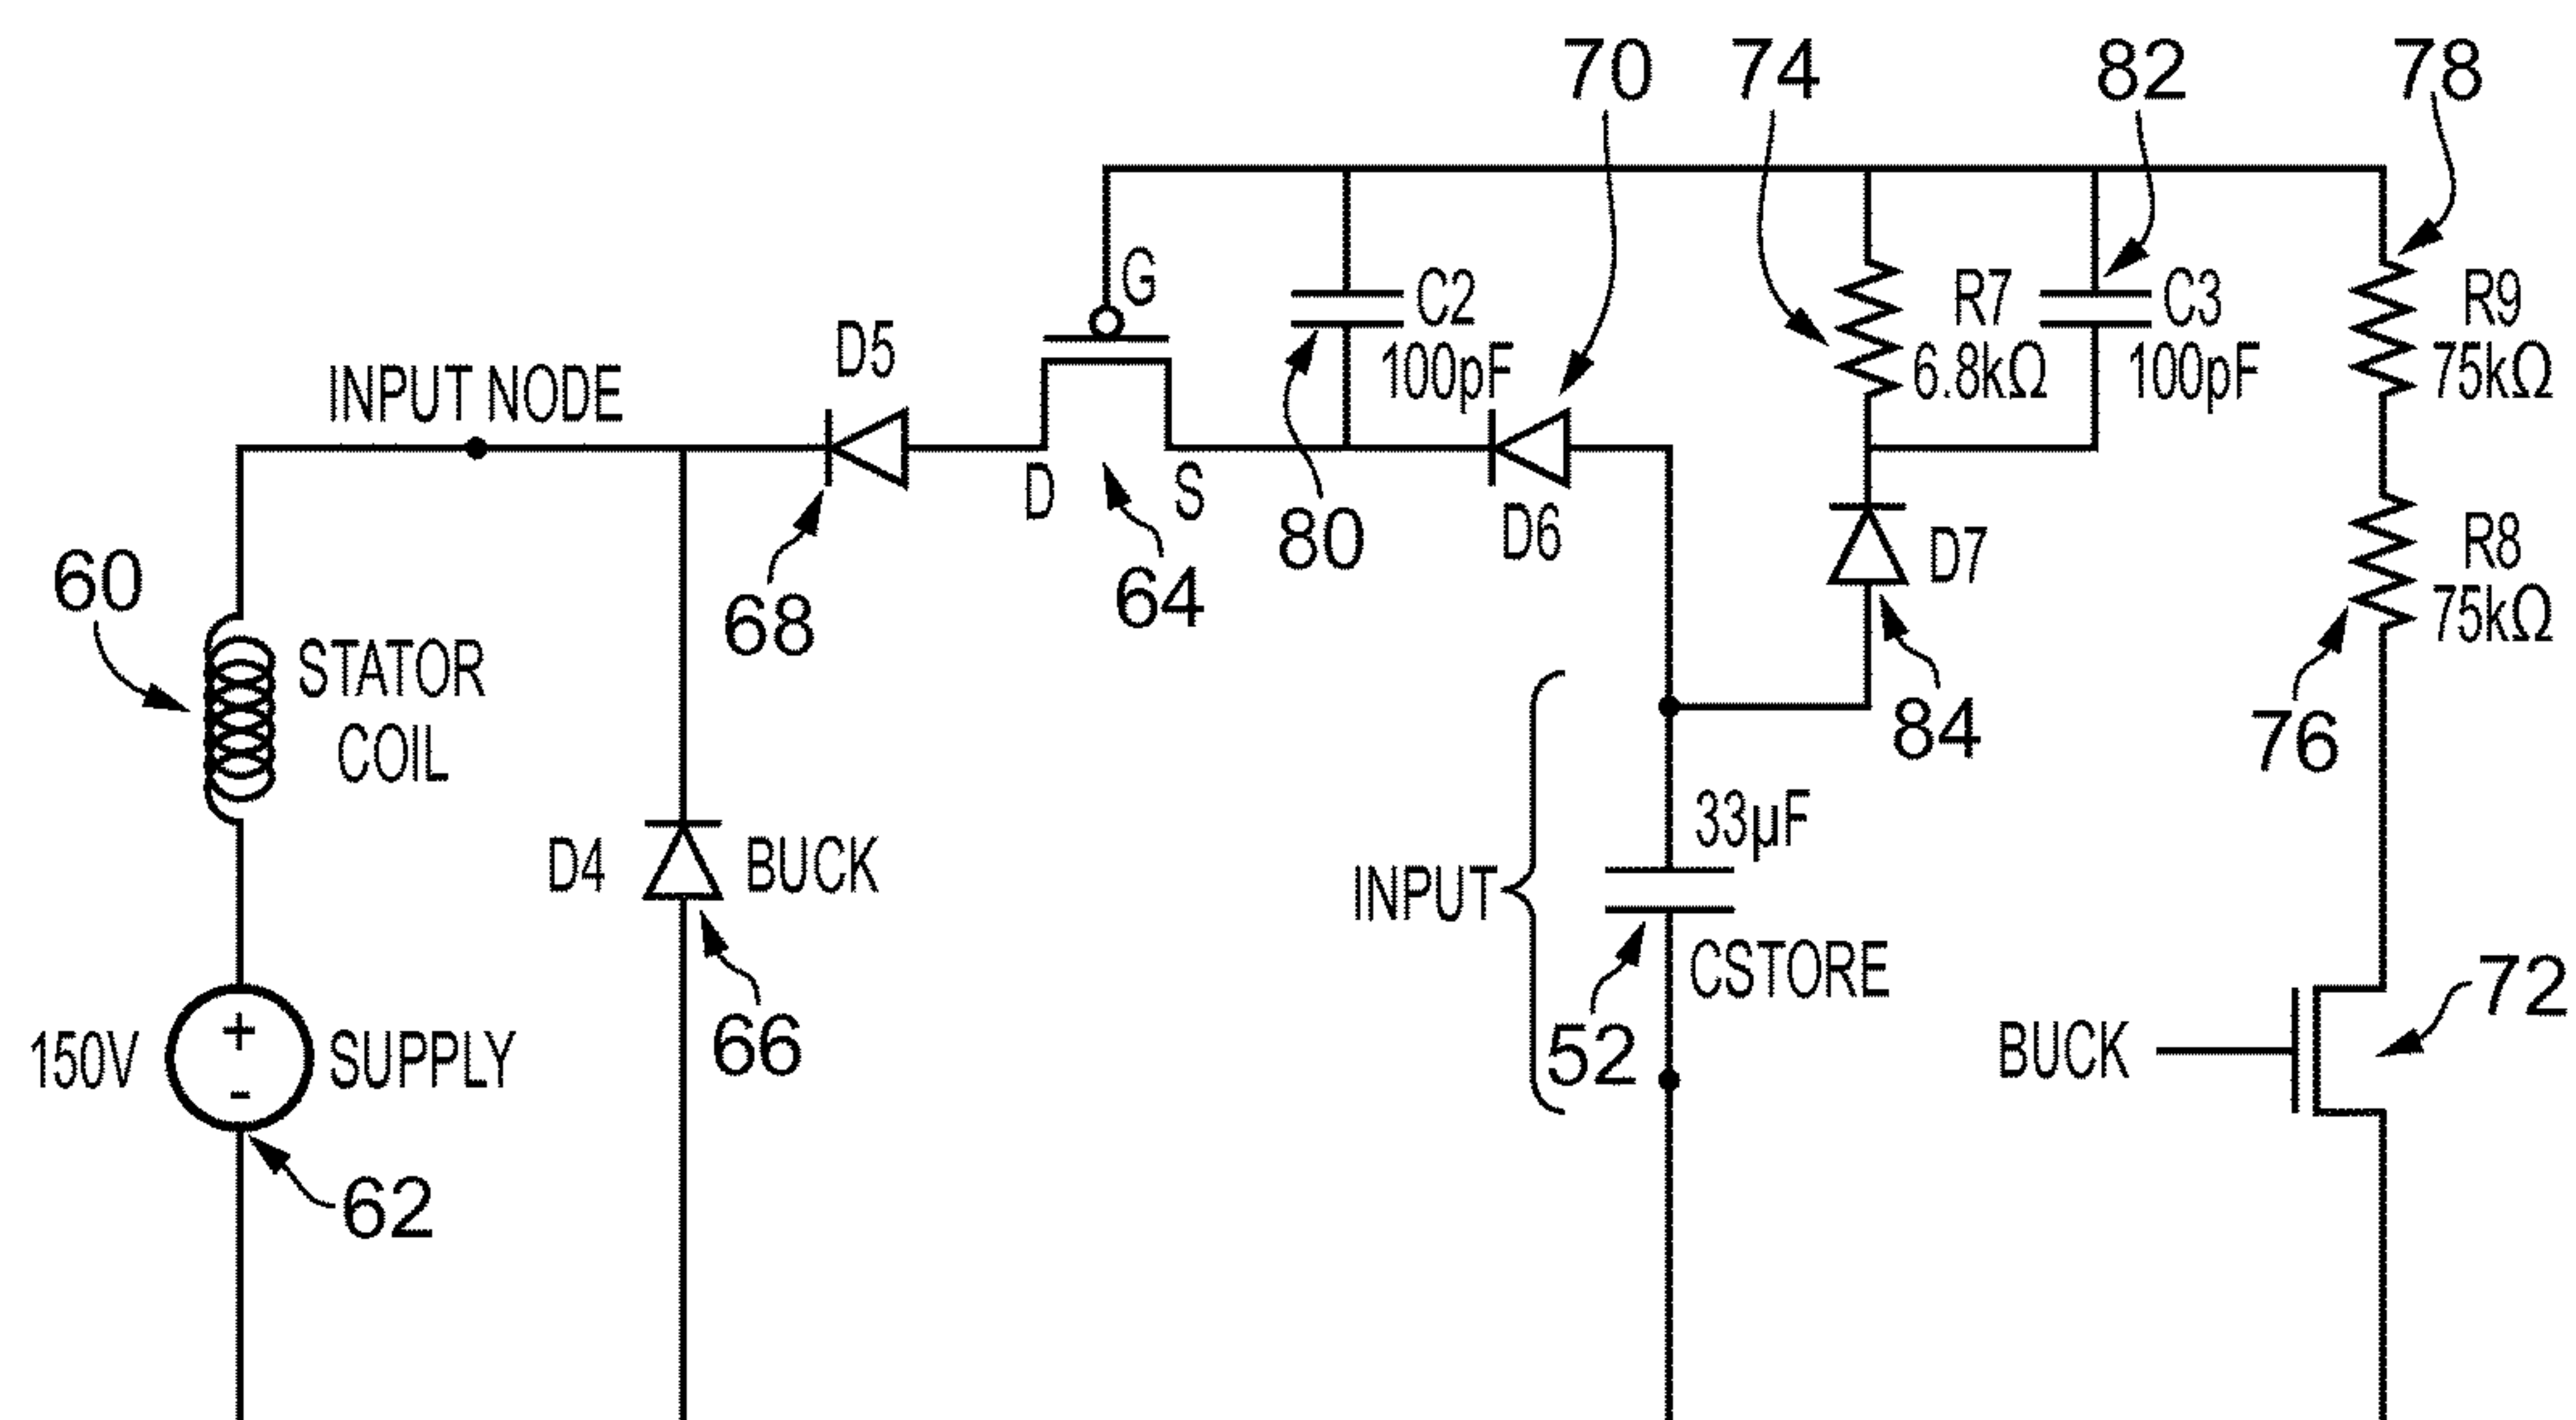 70
74
82
78
G
C2
100pF
R7
6.8kΩ
C3
100pF
R9
75kΩ
D5
INPUT NODE
D
S
80
D6
64
68
60
STATOR
COIL
D7
R8
75kΩ
84
76
33µF
D4
BUCK
INPUT
CSTORE
66
52
72
BUCK
150V
+
-
SUPPLY
62